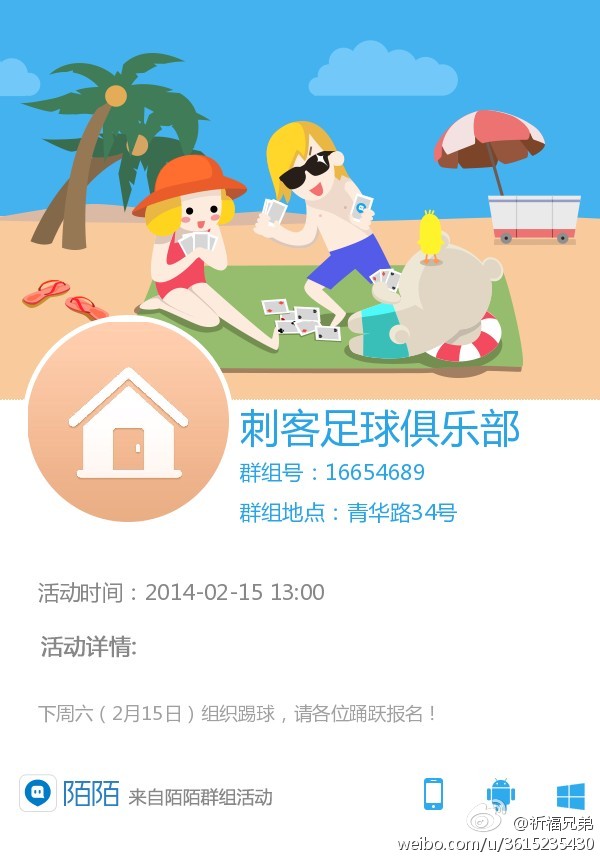 刺客足球俱乐部
群组号：16654689
群组地点：青华路34号
活动时间：2014-02-15 13:00
活动详情:
下周六（2月15日）组织踢球，请各位踊跃报名！
陌陌 来自陌陌群组活动
@祈福兄弟
weibo.com/u/3615235430